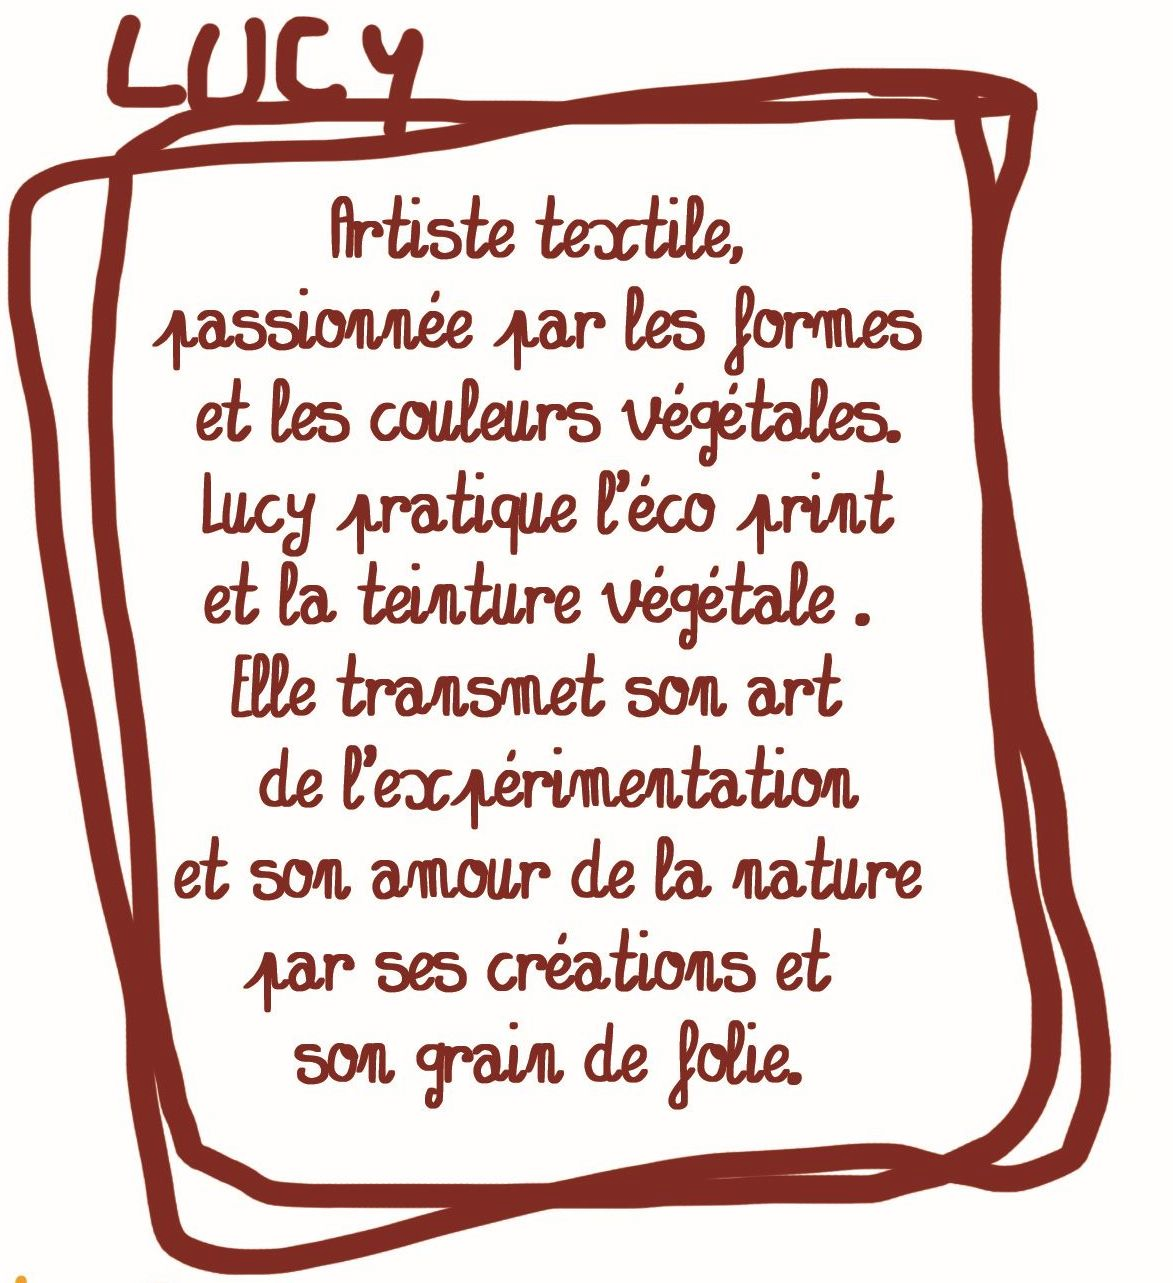 LUCY
Artiste textile,
passionnée par les formes
et les couleurs végétales.
Lucy pratique l'éco print
et la teinture végétale .
Elle transmet son art
de l'expérimentation
et son amour de la nature
par ses créations et
son grain de folie.